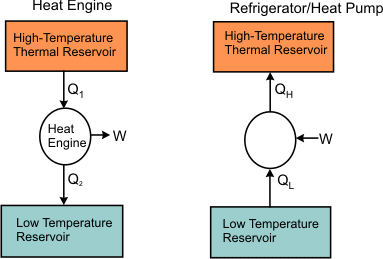 Heat Engine
High-Temperature
Thermal Reservoir
Q1
Heat
Engine
W
Q2
Low Temperature
Reservoir
Refrigerator/Heat Pump
High-Temperature
Thermal Reservoir
QH
W
QL
Low Temperature
Reservoir